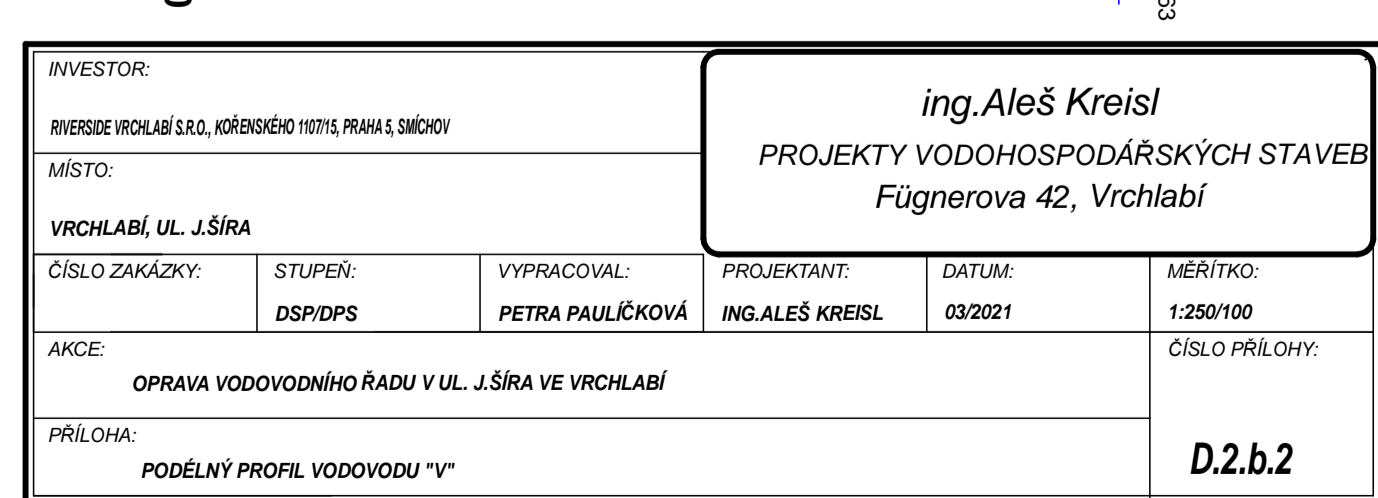 63
INVESTOR:
RIVERSIDE VRCHLABÍ S.R.O., KOŘENSKÉHO 1107/15, PRAHA 5, SMÍCHOV
ing.Aleš Kreisl
PROJEKTY VODOHOSPODÁŘSKÝCH STAVEB
Fügnerova 42, Vrchlabí
MÍSTO:
VRCHLABÍ, UL. J.ŠÍRA
ČÍSLO ZAKÁZKY: STUPEŇ: VYPRACOVAL: PROJEKTANT: DATUM: MĚŘÍTKO:
DSP/DPS PETRA PAULÍČKOVÁ ING.ALEŠ KREISL 03/2021 1:250/100
AKCE: ČÍSLO PŘÍLOHY:
OPRAVA VODOVODNÍHO ŘADU V UL. J.ŠÍRA VE VRCHLABÍ
PŘÍLOHA:
PODÉLNÝ PROFIL VODOVODU "V" D.2.b.2